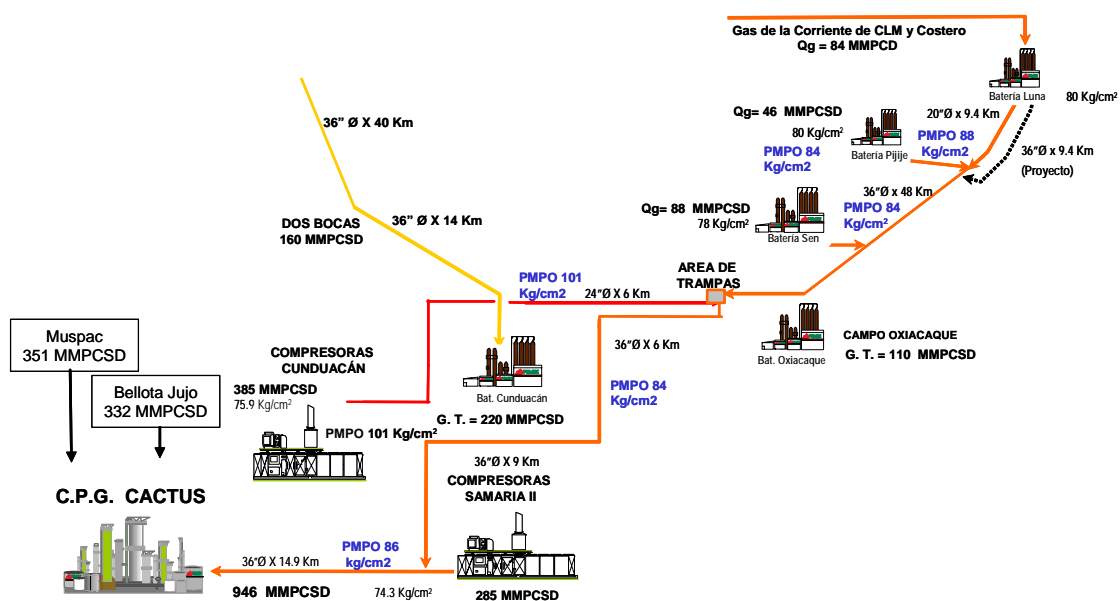 Gas de la Corriente de CLM y Costero
Qg = 84 MMPCD
Batería Luna
80 Kg/cm²
20"Ø x 9.4 Km
36"Ø x 9.4 Km
(Proyecto)
Qg= 46 MMPCSD
80 Kg/cm²
Batería Pijije
PMPO 88
Kg/cm2
PMPO 84
Kg/cm2
36"Ø x 48 Km
PMPO 84
Kg/cm²
Qg= 88 MMPCSD
78 Kg/cm²
Batería Sen
36" Ø X 40 Km
36" Ø X 14 Km
DOS BOCAS
160 MMPCSD
AREA DE
TRAMPAS
PMPO 101
Kg/cm2
24"Ø X 6 Km
Bat. Oxiacaque
CAMPO OXIACAQUE
G. T. = 110 MMPCSD
36"Ø X 6 Km
PMPO 84
Kg/cm2
Muspac
351 MMPCSD
Bellota Jujo
332 MMPCSD
COMPRESORAS
CUNDUACÁN
385 MMPCSD
75.9 Kg/cm²
PMPO 101 Kg/cm²
Bat. Cunduacán
G. T. = 220 MMPCSD
36"Ø X 9 Km
COMPRESORAS
SAMARIA II
285 MMPCSD
C.P.G. CACTUS
36"Ø X 14.9 Km
PMPO 86
kg/cm2
946 MMPCSD
74.3 Kg/cm²